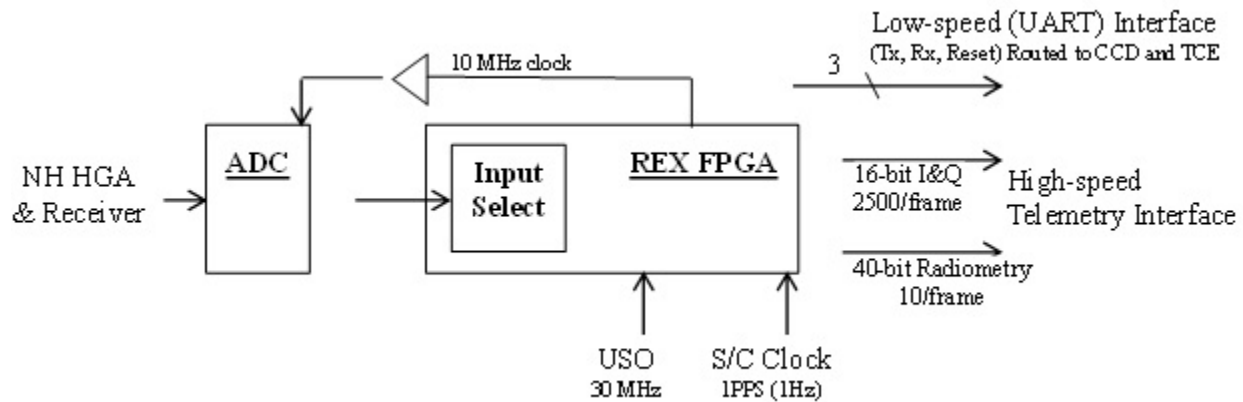 Low-speed (UART) Interface
(Tx, Rx, Reset) Routed to CCD and TCE
3
10 MHz clock
ADC
Input
Select
REX FPGA
NH HGA
& Receiver
16-bit I&Q
2500/frame
High-speed
Telemetry Interface
40-bit Radiometry
10/frame
USO
30 MHz
S/C Clock
1PPS (1Hz)